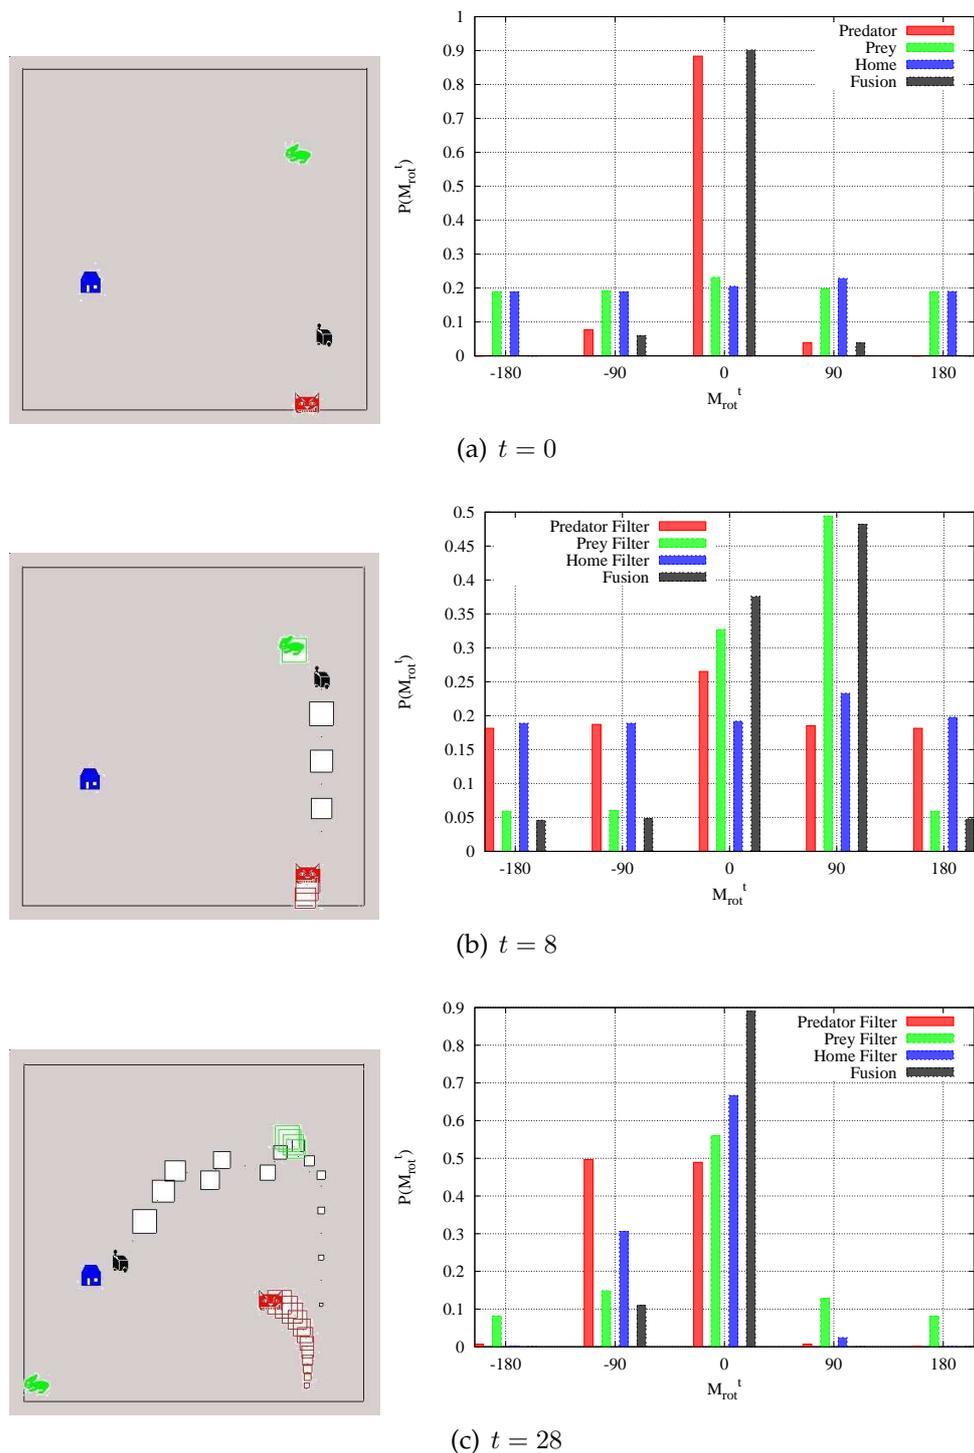 1
Predator
Prey
Home
Fusion
0.9
0.8
0.7
0.6
0.5
0.4
0.3
0.2
0.1
0
P(M_rot^t)
-180 -90 0 90 180
M_rot^t
(a) t = 0
0.5
Predator Filter
Prey Filter
Home Filter
Fusion
0.45
0.4
0.35
0.3
0.25
0.2
0.15
0.1
0.05
0
P(M_rot^t)
-180 -90 0 90 180
M_rot^t
(b) t = 8
0.9
Predator Filter
Prey Filter
Home Filter
Fusion
0.8
0.7
0.6
0.5
0.4
0.3
0.2
0.1
0
P(M_rot^t)
-180 -90 0 90 180
M_rot^t
(c) t = 28